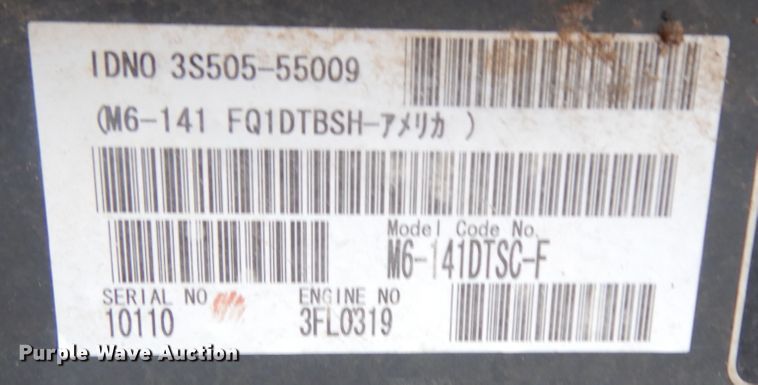 IDNO 3S505-55009
(M6-141 FQ1DTBSH-アメリカ )
Model Code No.
M6-141DTSC-F
SERIAL NO
10110
ENGINE NO
3FL0319
Purple Wave Auction